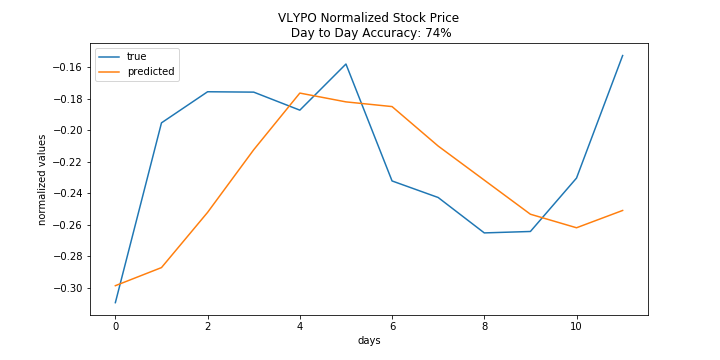 VLYPO Normalized Stock Price
Day to Day Accuracy: 74%
true
predicted
normalized values
−0.16
−0.18
−0.20
−0.22
−0.24
−0.26
−0.28
−0.30
0
2
4
6
8
10
days